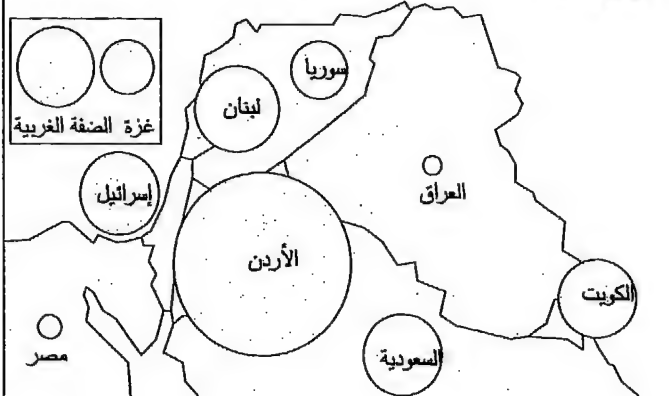 سوريا
لبنان
غزة الضفة الغربية
إسرائيل
العراق
الأردن
الكويت
مصر
السعودية